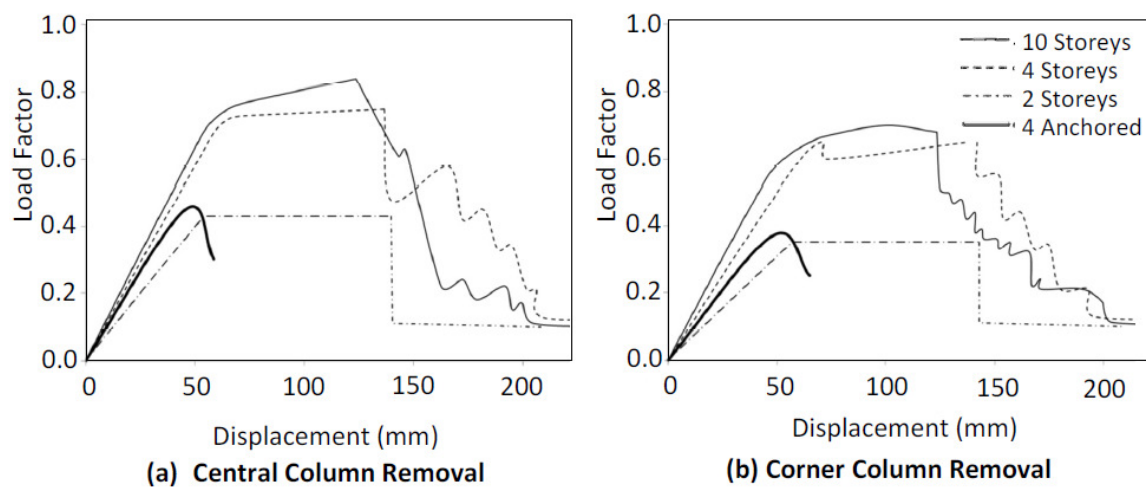 1.0
0.8
0.6
0.4
0.2
0.0
Load Factor
0
50
100
150
200
Displacement (mm)
(a) Central Column Removal
1.0
0.8
0.6
0.4
0.2
0.0
Load Factor
10 Storeys
4 Storeys
2 Storeys
4 Anchored
0
50
100
150
200
Displacement (mm)
(b) Corner Column Removal